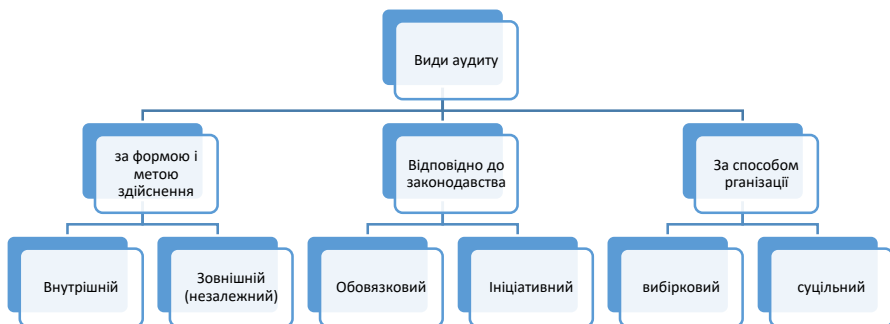 Види аудиту
за формою і
метою
здійснення
Відповідно до
законодавства
За способом
рганізації
Внутрішній
Зовнішній
(незалежний)
Обовязковий
Ініціативний
вибірковий
суцільний